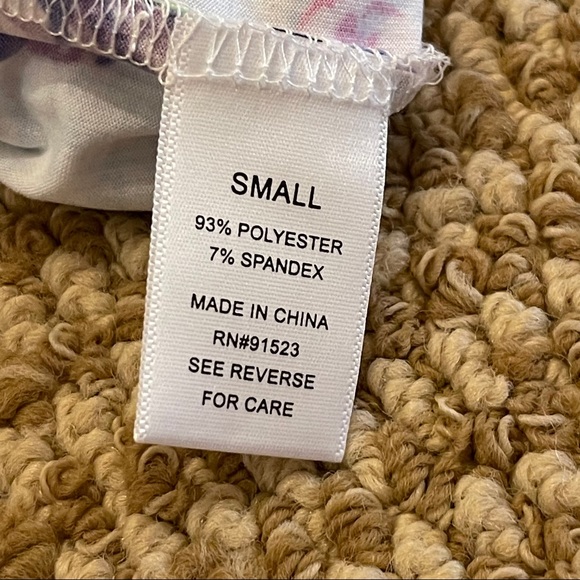 SMALL
93% POLYESTER
7% SPANDEX
MADE IN CHINA
RN#91523
SEE REVERSE
FOR CARE